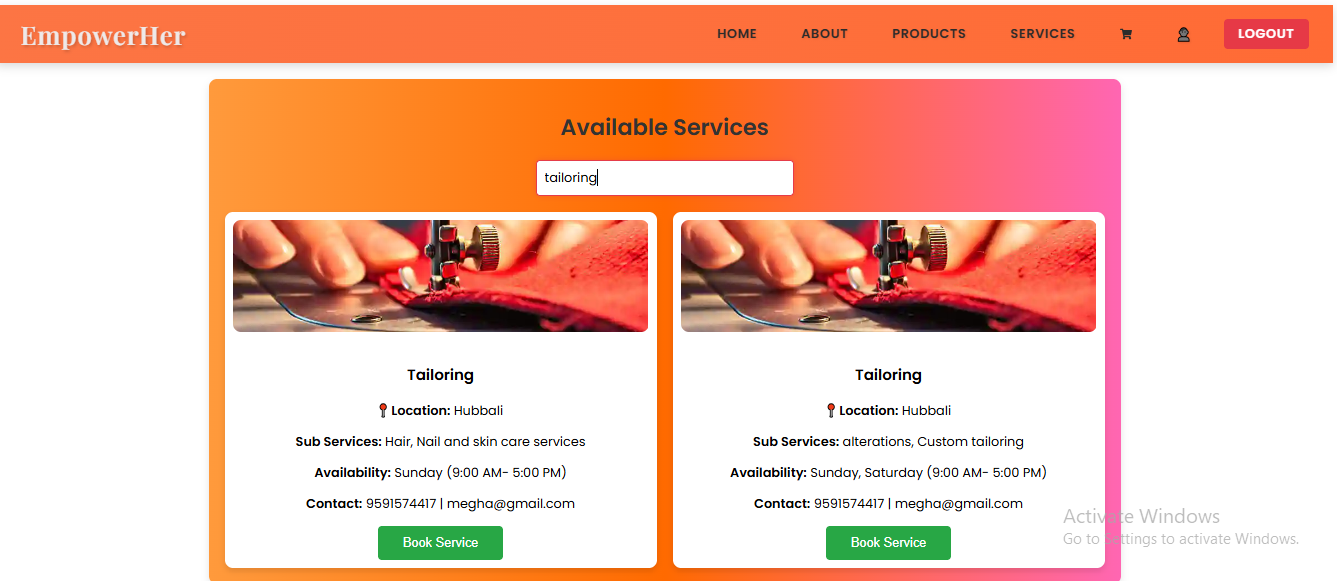 EmpowerHer HOME ABOUT PRODUCTS SERVICES LOGOUT
Available Services
tailoring
Tailoring
Location: Hubbali
Sub Services: Hair, Nail and skin care services
Availability: Sunday (9:00 AM- 5:00 PM)
Contact: 9591574417 | megha@gmail.com
Book Service
Tailoring
Location: Hubbali
Sub Services: alterations, Custom tailoring
Availability: Sunday, Saturday (9:00 AM- 5:00 PM)
Contact: 9591574417 | megha@gmail.com
Book Service
Activate Windows
Go to Settings to activate Windows.